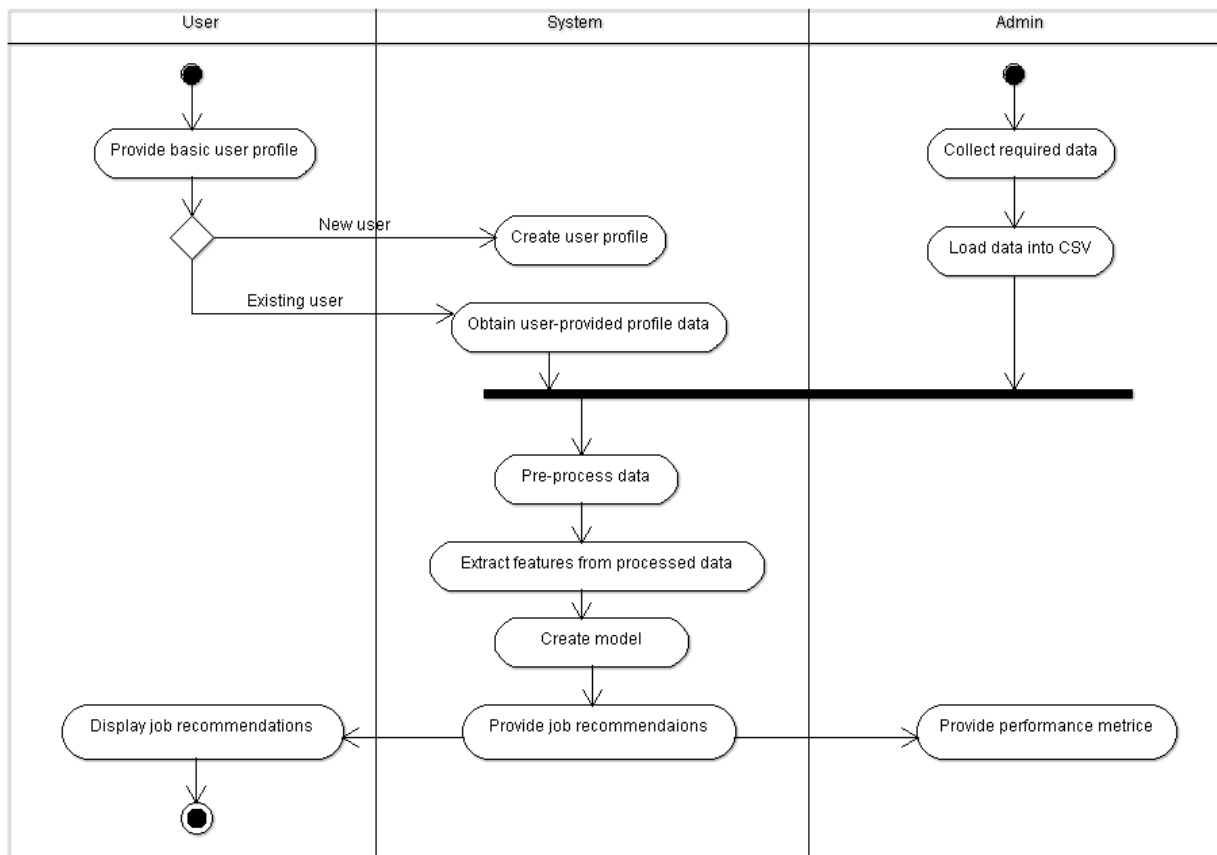 User
System
Admin
Provide basic user profile
Collect required data
New user
Create user profile
Load data into CSV
Existing user
Obtain user-provided profile data
Pre-process data
Extract features from processed data
Create model
Display job recommendations
Provide job recommendaions
Provide performance metrice